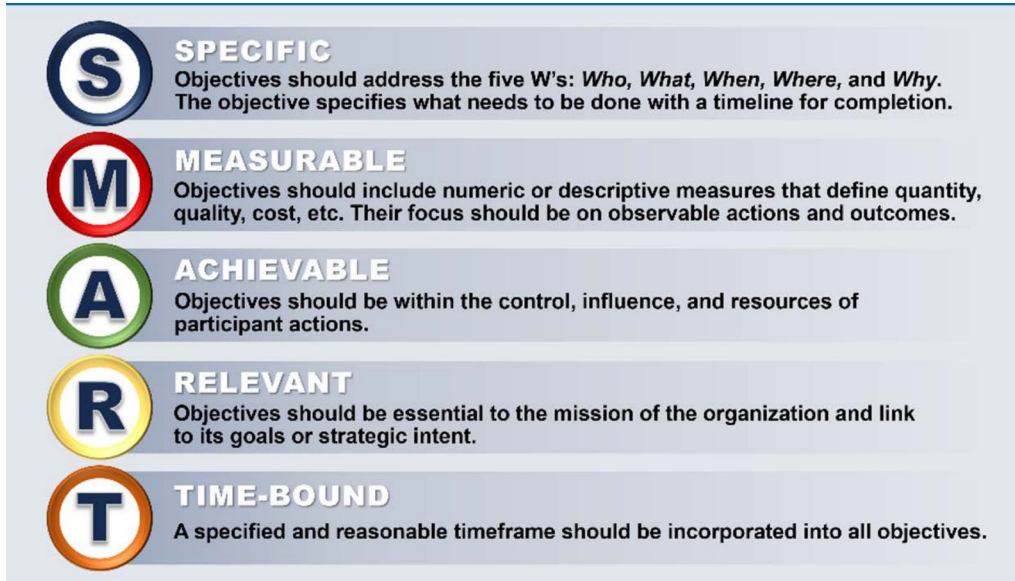 S
SPECIFIC
Objectives should address the five W's: Who, What, When, Where, and Why.
The objective specifies what needs to be done with a timeline for completion.
M
MEASURABLE
Objectives should include numeric or descriptive measures that define quantity,
quality, cost, etc. Their focus should be on observable actions and outcomes.
A
ACHIEVABLE
Objectives should be within the control, influence, and resources of
participant actions.
R
RELEVANT
Objectives should be essential to the mission of the organization and link
to its goals or strategic intent.
T
TIME-BOUND
A specified and reasonable timeframe should be incorporated into all objectives.